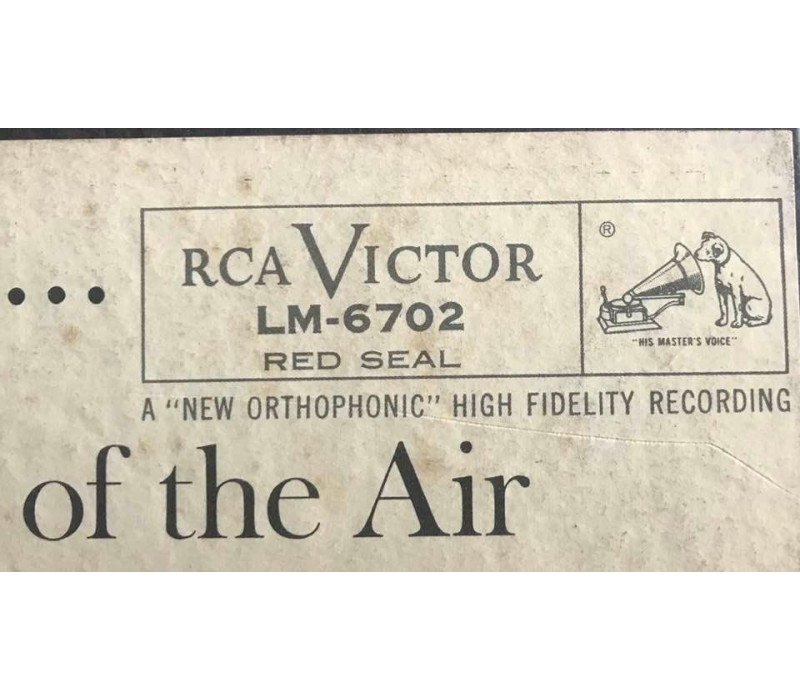 RCA VICTOR
LM-6702
RED SEAL
®
"HIS MASTER'S VOICE"
...
A "NEW ORTHOPHONIC" HIGH FIDELITY RECORDING
of the Air